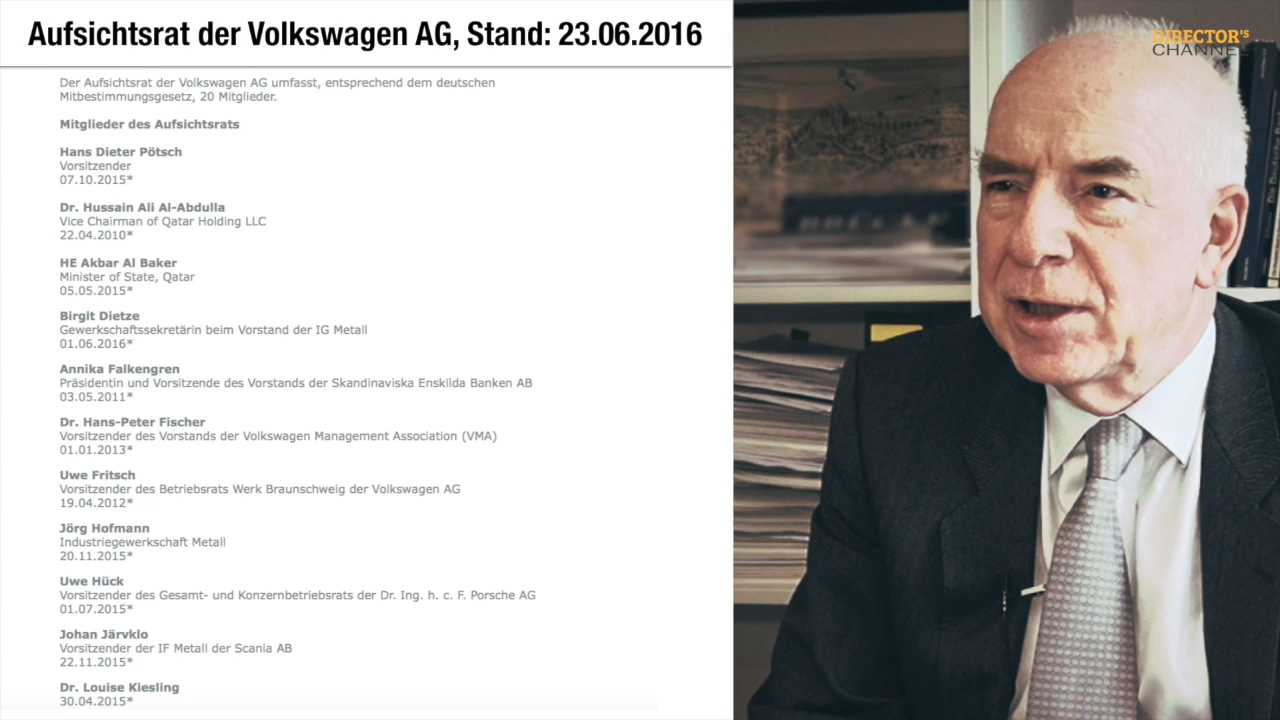 Aufsichtsrat der Volkswagen AG, Stand: 23.06.2016
Der Aufsichtsrat der Volkswagen AG umfasst, entsprechend dem deutschen
Mitbestimmungsgesetz, 20 Mitglieder.
Mitglieder des Aufsichtsrats
Hans Dieter Pötsch
Vorsitzender
07.10.2015*
Dr. Hussain Ali Al-Abdulla
Vice Chairman of Qatar Holding LLC
22.04.2010*
HE Akbar Al Baker
Minister of State, Qatar
05.05.2015*
Birgit Dietze
Gewerkschaftssekretärin beim Vorstand der IG Metall
01.06.2016*
Annika Falkengren
Präsidentin und Vorsitzende des Vorstands der Skandinaviska Enskilda Banken AB
03.05.2011*
Dr. Hans-Peter Fischer
Vorsitzender des Vorstands der Volkswagen Management Association (VMA)
01.01.2013*
Uwe Fritsch
Vorsitzender des Betriebsrats Werk Braunschweig der Volkswagen AG
19.04.2012*
Jörg Hofmann
Industriegewerkschaft Metall
20.11.2015*
Uwe Hück
Vorsitzender des Gesamt- und Konzernbetriebsrats der Dr. Ing. h. c. F. Porsche AG
01.07.2015*
Johan Järvklo
Vorsitzender der IF Metall der Scania AB
22.11.2015*
Dr. Louise Kiesling
30.04.2015*
DIRECTOR'S
CHANNEL